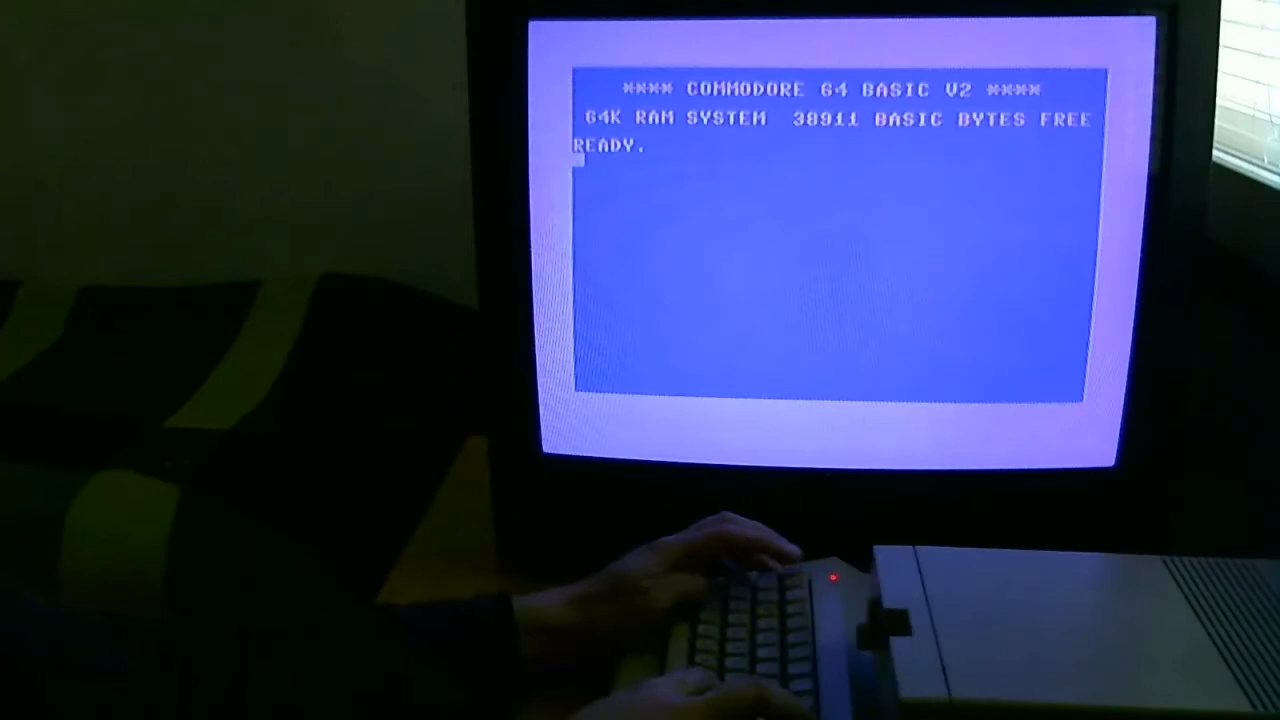 **** COMMODORE 64 BASIC V2 ****
64K RAM SYSTEM  38911 BASIC BYTES FREE
READY.